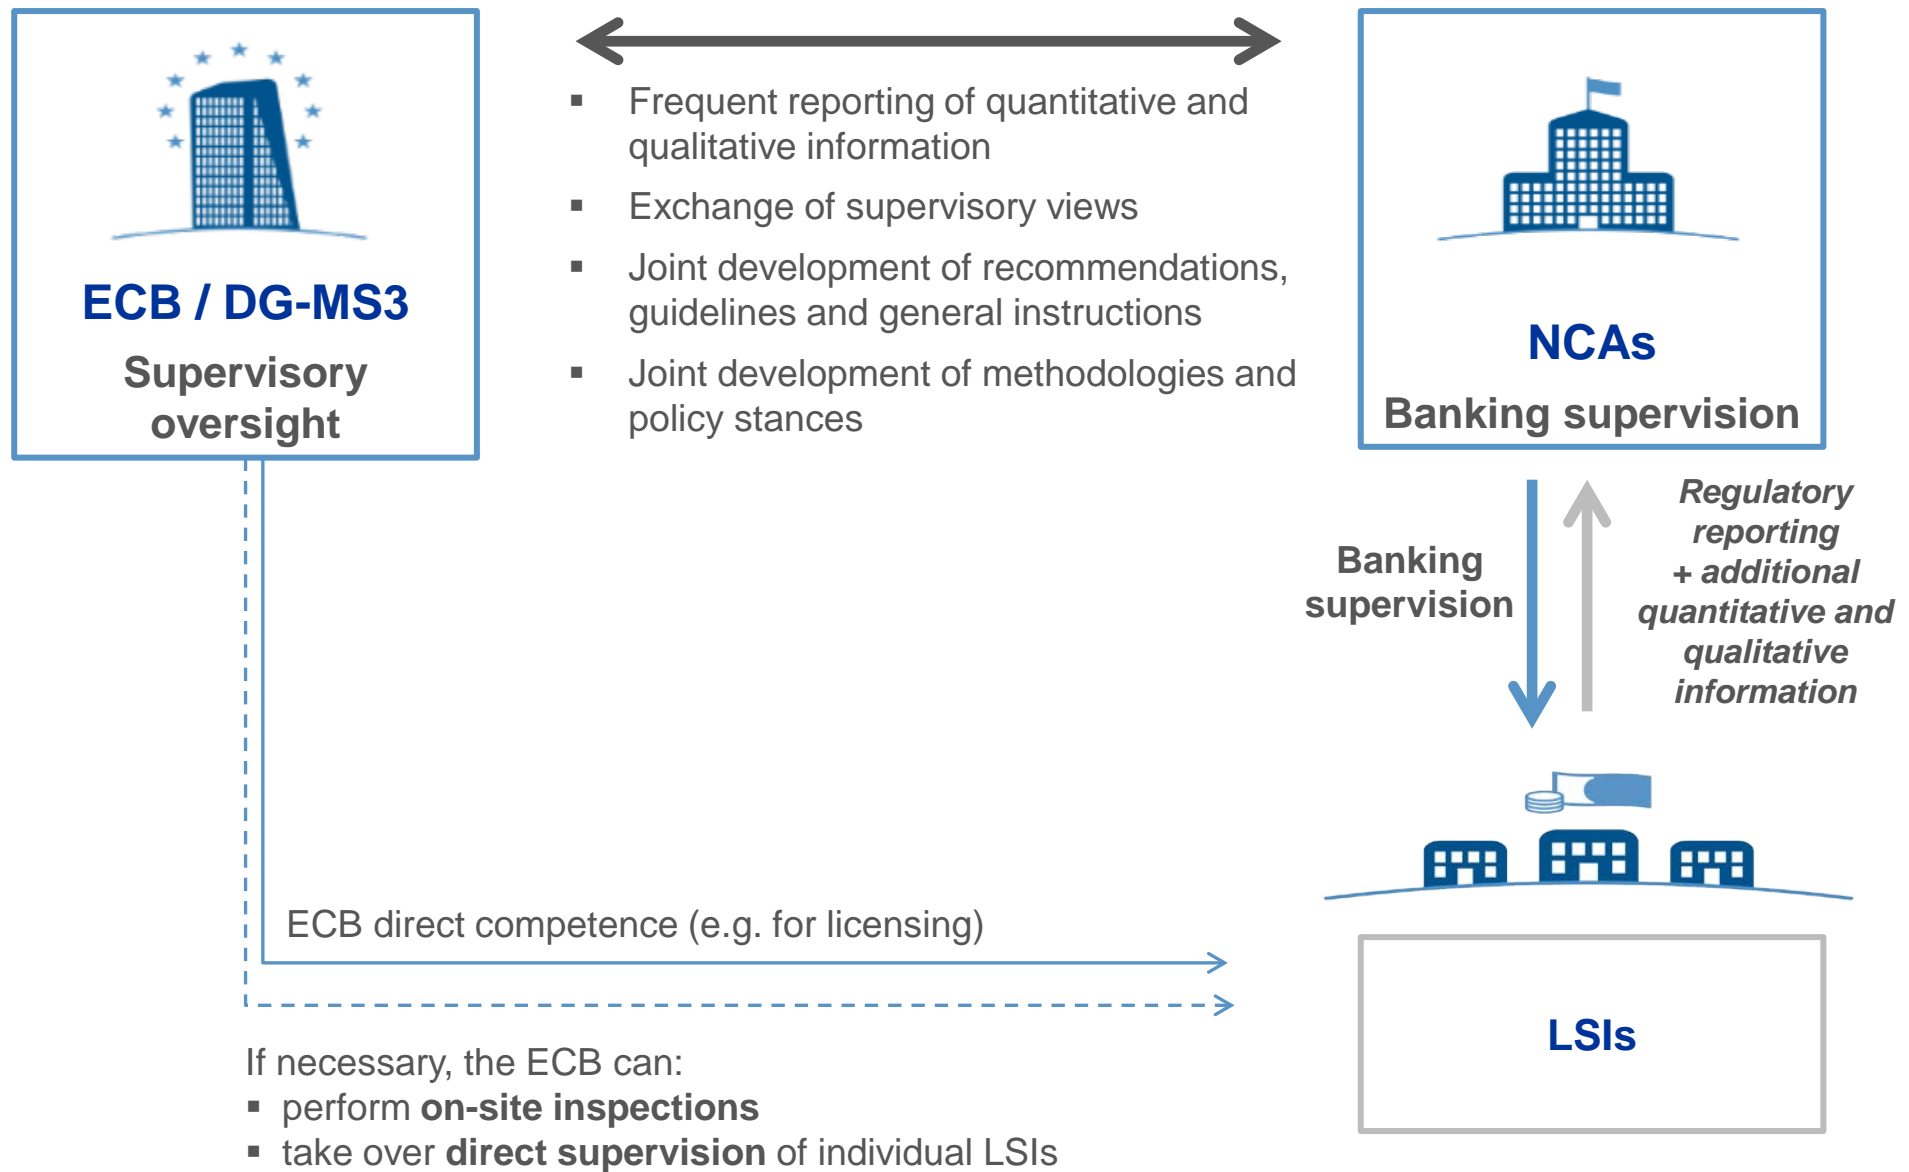 ECB / DG-MS3
Supervisory
oversight
▪ Frequent reporting of quantitative and
qualitative information
▪ Exchange of supervisory views
▪ Joint development of recommendations,
guidelines and general instructions
▪ Joint development of methodologies and
policy stances
NCAs
Banking supervision
Banking
supervision
Regulatory
reporting
+ additional
quantitative and
qualitative
information
ECB direct competence (e.g. for licensing)
If necessary, the ECB can:
▪ perform on-site inspections
▪ take over direct supervision of individual LSIs
LSIs